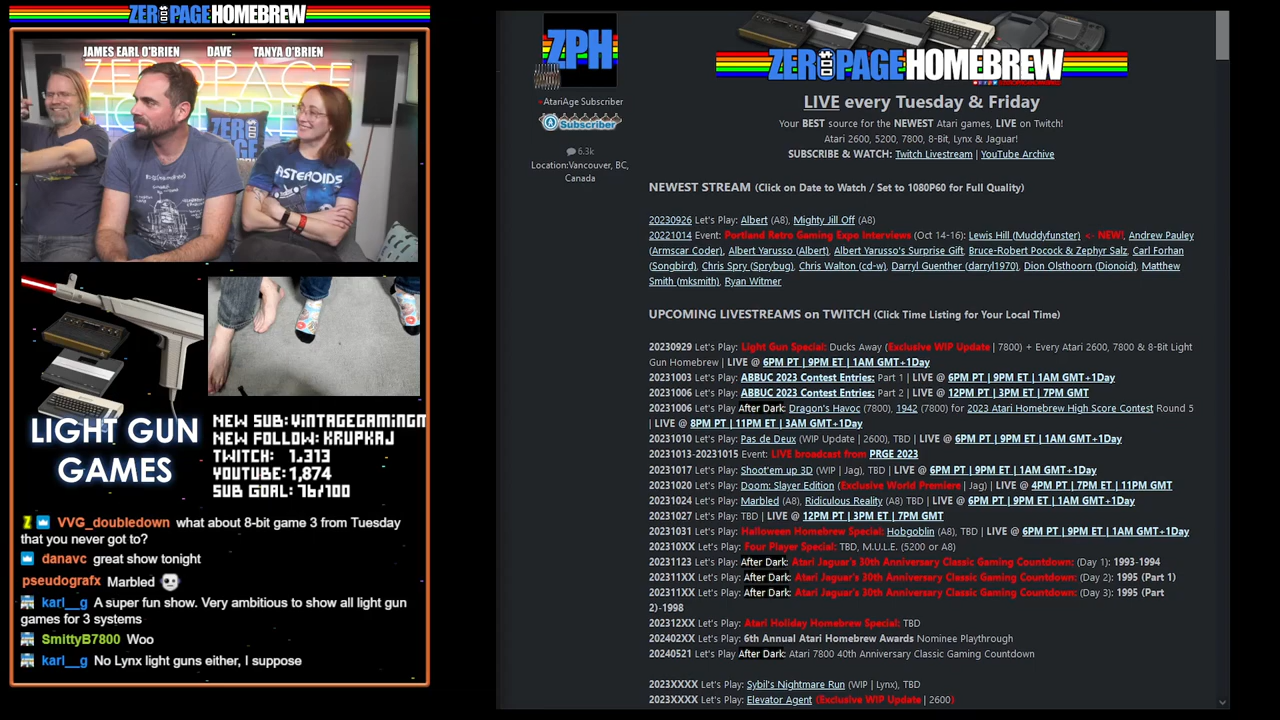 ZEROPAGE HOMEBREW
JAMES EARL O'BRIEN DAVE TANYA O'BRIEN
ASTEROIDS
LIGHT GUN
GAMES
NEW SUB: VINTAGEGAMINGM
NEW FOLLOW: KRUPKAJ
TWITCH: 1,313
YOUTUBE: 1,874
SUB GOAL: 76/100
VVG_doubledown what about 8-bit game 3 from Tuesday
that you never got to?
danavc great show tonight
pseudografx Marbled
karl__g A super fun show. Very ambitious to show all light gun
games for 3 systems
SmittyB7800 Woo
karl__g No Lynx light guns either, I suppose
ZPH
AtariAge Subscriber
Subscriber
6.3k
Location:Vancouver, BC,
Canada
ZEROPAGE HOMEBREW
LIVE every Tuesday & Friday
Your BEST source for the NEWEST Atari games, LIVE on Twitch!
Atari 2600, 5200, 7800, 8-Bit, Lynx & Jaguar!
SUBSCRIBE & WATCH: Twitch Livestream | YouTube Archive
NEWEST STREAM (Click on Date to Watch / Set to 1080P60 for Full Quality)
20230926 Let's Play: Albert (A8), Mighty Jill Off (A8)
20221014 Event: Portland Retro Gaming Expo Interviews (Oct 14-16): Lewis Hill (Muddyfunster) <- NEW!, Andrew Pauley
(Armscar Coder), Albert Yarusso (Albert), Albert Yarusso's Surprise Gift, Bruce-Robert Pocock & Zephyr Salz, Carl Forhan
(Songbird), Chris Spry (Sprybug), Chris Walton (cd-w), Darryl Guenther (darryl1970), Dion Olsthoorn (Dionoid), Matthew
Smith (mksmith), Ryan Witmer
UPCOMING LIVESTREAMS on TWITCH (Click Time Listing for Your Local Time)
20230929 Let's Play: Light Gun Special: Ducks Away (Exclusive WIP Update | 7800) + Every Atari 2600, 7800 & 8-Bit Light
Gun Homebrew | LIVE @ 6PM PT | 9PM ET | 1AM GMT+1Day
20231003 Let's Play: ABBUC 2023 Contest Entries: Part 1 | LIVE @ 6PM PT | 9PM ET | 1AM GMT+1Day
20231006 Let's Play: ABBUC 2023 Contest Entries: Part 2 | LIVE @ 12PM PT | 3PM ET | 7PM GMT
20231006 Let's Play After Dark: Dragon's Havoc (7800), 1942 (7800) for 2023 Atari Homebrew High Score Contest Round 5
| LIVE @ 8PM PT | 11PM ET | 3AM GMT+1Day
20231010 Let's Play: Pas de Deux (WIP Update | 2600), TBD | LIVE @ 6PM PT | 9PM ET | 1AM GMT+1Day
20231013-20231015 Event: LIVE broadcast from PRGE 2023
20231017 Let's Play: Shoot'em up 3D (WIP | Jag), TBD | LIVE @ 6PM PT | 9PM ET | 1AM GMT+1Day
20231020 Let's Play: Doom: Slayer Edition (Exclusive World Premiere | Jag) | LIVE @ 4PM PT | 7PM ET | 11PM GMT
20231024 Let's Play: Marbled (A8), Ridiculous Reality (A8) TBD | LIVE @ 6PM PT | 9PM ET | 1AM GMT+1Day
20231027 Let's Play: TBD | LIVE @ 12PM PT | 3PM ET | 7PM GMT
20231031 Let's Play: Halloween Homebrew Special: Hobgoblin (A8), TBD | LIVE @ 6PM PT | 9PM ET | 1AM GMT+1Day
202310XX Let's Play: Four Player Special: TBD, M.U.L.E. (5200 or A8)
20231123 Let's Play: After Dark: Atari Jaguar's 30th Anniversary Classic Gaming Countdown: (Day 1): 1993-1994
202311XX Let's Play: After Dark: Atari Jaguar's 30th Anniversary Classic Gaming Countdown: (Day 2): 1995 (Part 1)
202311XX Let's Play: After Dark: Atari Jaguar's 30th Anniversary Classic Gaming Countdown: (Day 3): 1995 (Part
2)-1998
202312XX Let's Play: Atari Holiday Homebrew Special: TBD
202402XX Let's Play: 6th Annual Atari Homebrew Awards Nominee Playthrough
20240521 Let's Play After Dark: Atari 7800 40th Anniversary Classic Gaming Countdown
2023XXXX Let's Play: Sybil's Nightmare Run (WIP | Lynx), TBD
2023XXXX Let's Play: Elevator Agent (Exclusive WIP Update | 2600)